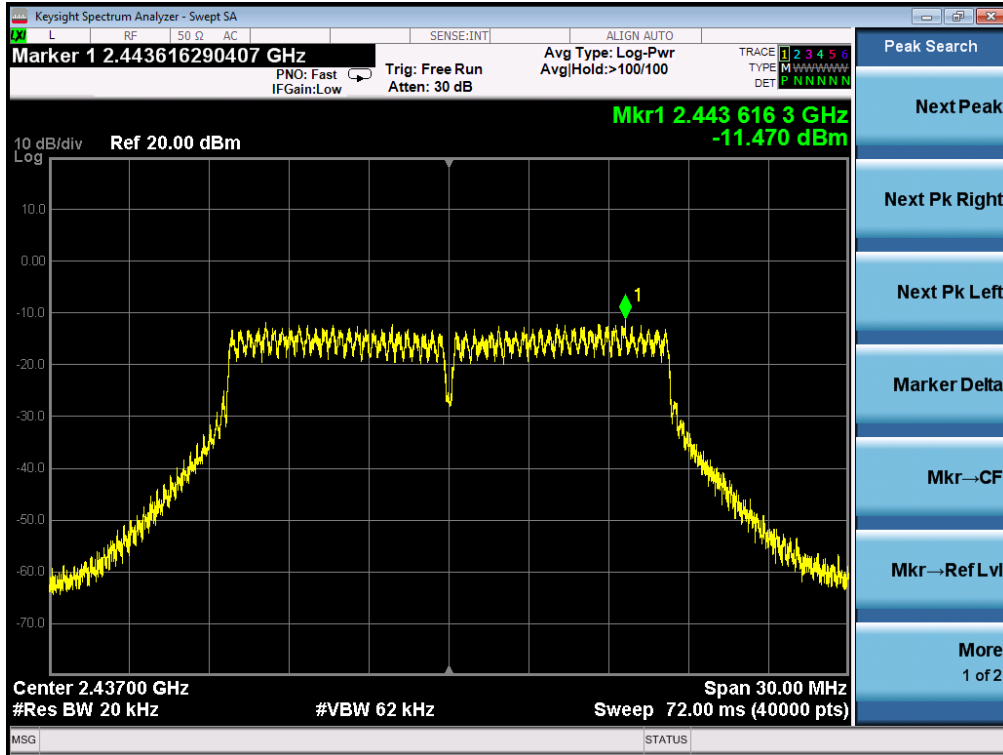 Keysight Spectrum Analyzer - Swept SA
LXI L RF 50 Ω AC SENSE:INT ALIGN AUTO
Marker 1 2.443616290407 GHz
PNO: Fast
IFGain:Low
Trig: Free Run
Atten: 30 dB
Avg Type: Log-Pwr
Avg|Hold:>100/100
TRACE 1 2 3 4 5 6
TYPE M W W W W W
DET P N N N N N
Mkr1 2.443 616 3 GHz
-11.470 dBm
10 dB/div Ref 20.00 dBm
Log
10.0
0.00
-10.0
-20.0
-30.0
-40.0
-50.0
-60.0
-70.0
1
Center 2.43700 GHz Span 30.00 MHz
#Res BW 20 kHz #VBW 62 kHz Sweep 72.00 ms (40000 pts)
MSG STATUS
Peak Search
Next Peak
Next Pk Right
Next Pk Left
Marker Delta
Mkr→CF
Mkr→Ref Lvl
More
1 of 2